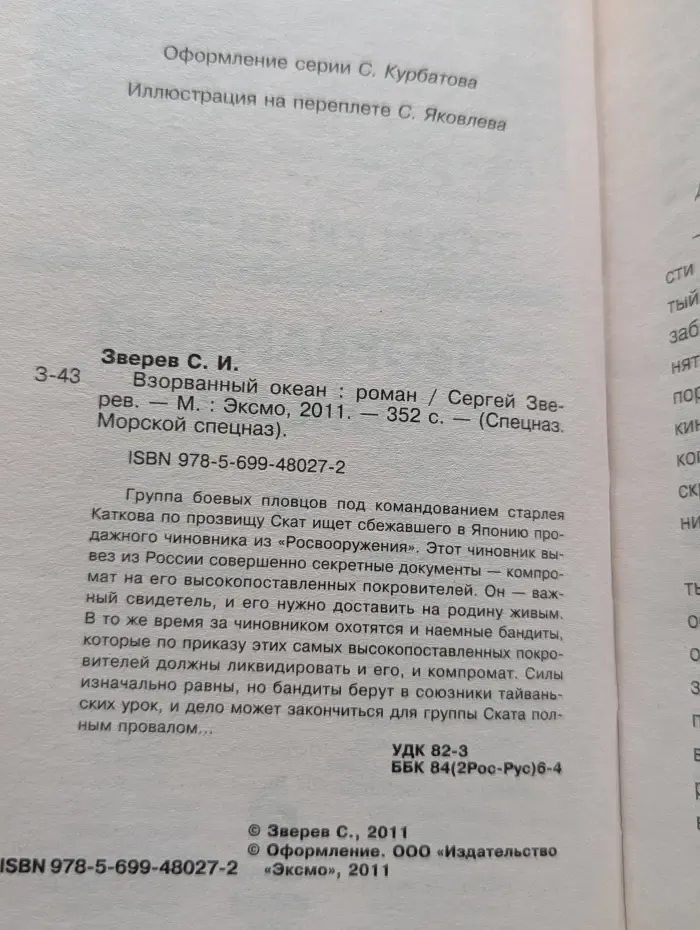 Оформление серии С. Курбатова
Иллюстрация на переплете С. Яковлева
Зверев С. И.
З-43
Взорванный океан : роман / Сергей Зве-
рев. — М. : Эксмо, 2011. — 352 с. — (Спецназ.
Морской спецназ).
ISBN 978-5-699-48027-2
Группа боевых пловцов под командованием старлея
Каткова по прозвищу Скат ищет сбежавшего в Японию про-
дажного чиновника из «Росвооружения». Этот чиновник вы-
вез из России совершенно секретные документы — компро-
мат на его высокопоставленных покровителей. Он — важ-
ный свидетель, и его нужно доставить на родину живым.
В то же время за чиновником охотятся и наемные бандиты,
которые по приказу этих самых высокопоставленных покро-
вителей должны ликвидировать и его, и компромат. Силы
изначально равны, но бандиты берут в союзники тайвань-
ских урок, и дело может закончиться для группы Ската пол-
ным провалом...
УДК 82-3
ББК 84(2Рос-Рус)6-4
© Зверев С., 2011
© Оформление. ООО «Издательство
«Эксмо», 2011
ISBN 978-5-699-48027-2
сти
тый